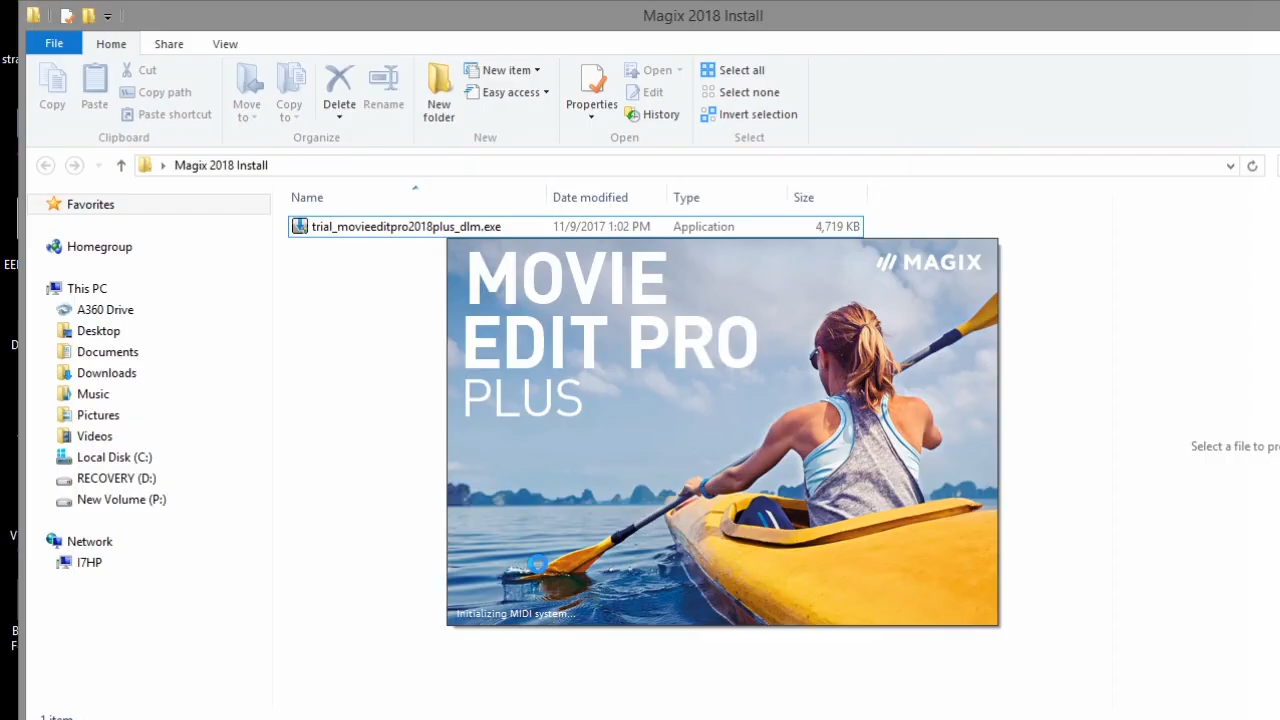 Magix 2018 Install
File Home Share View
Copy
Paste
Cut
Copy path
Paste shortcut
Clipboard
Move to
Copy to
Delete
Rename
Organize
New folder
New item
Easy access
New
Properties
Open
Edit
History
Open
Select all
Select none
Invert selection
Select
Magix 2018 Install
Favorites
Homegroup
This PC
A360 Drive
Desktop
Documents
Downloads
Music
Pictures
Videos
Local Disk (C:)
RECOVERY (D:)
New Volume (P:)
Network
I7HP
Name Date modified Type Size
trial_movieeditpro2018plus_dlm.exe 11/9/2017 1:02 PM Application 4,719 KB
MAGIX
MOVIE
EDIT PRO
PLUS
Initializing MIDI system...
Select a file to pr
1 item